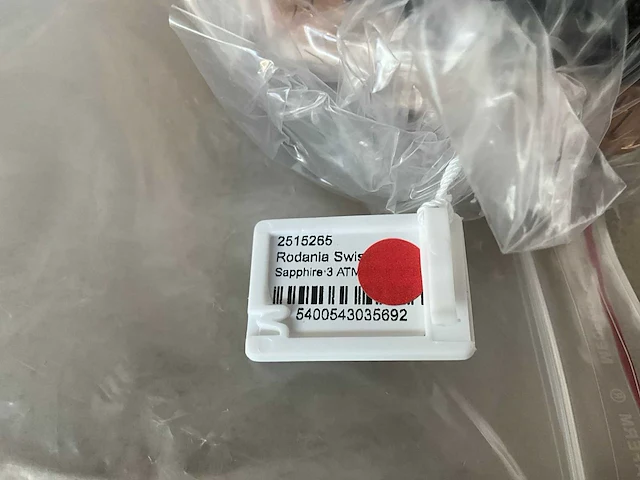 2515265
Rodania Swis
Sapphire 3 ATM
5400543035692